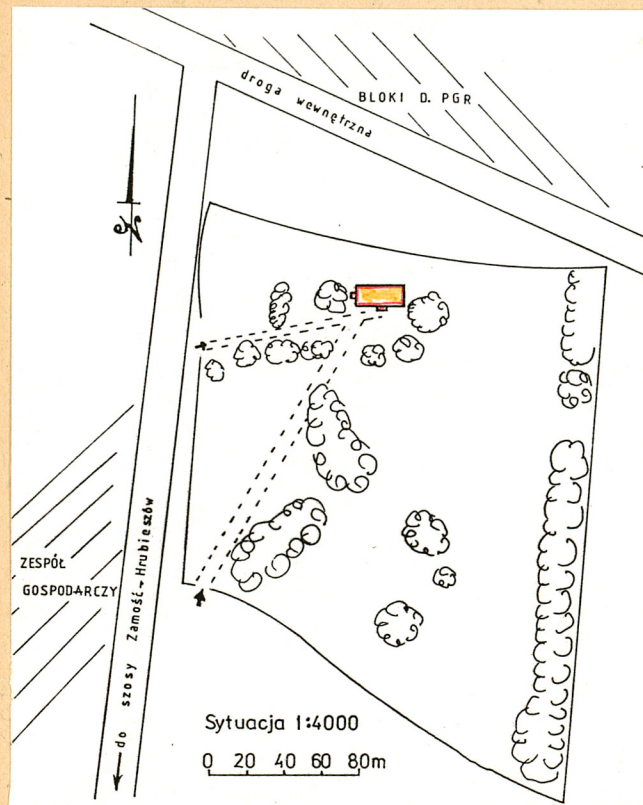 droga wewnętrzna
BLOKI D. PGR
ZESPÓŁ
GOSPODARCZY
do szosy Zamość-Hrubieszów
Sytuacja 1:4000
0 20 40 60 80m